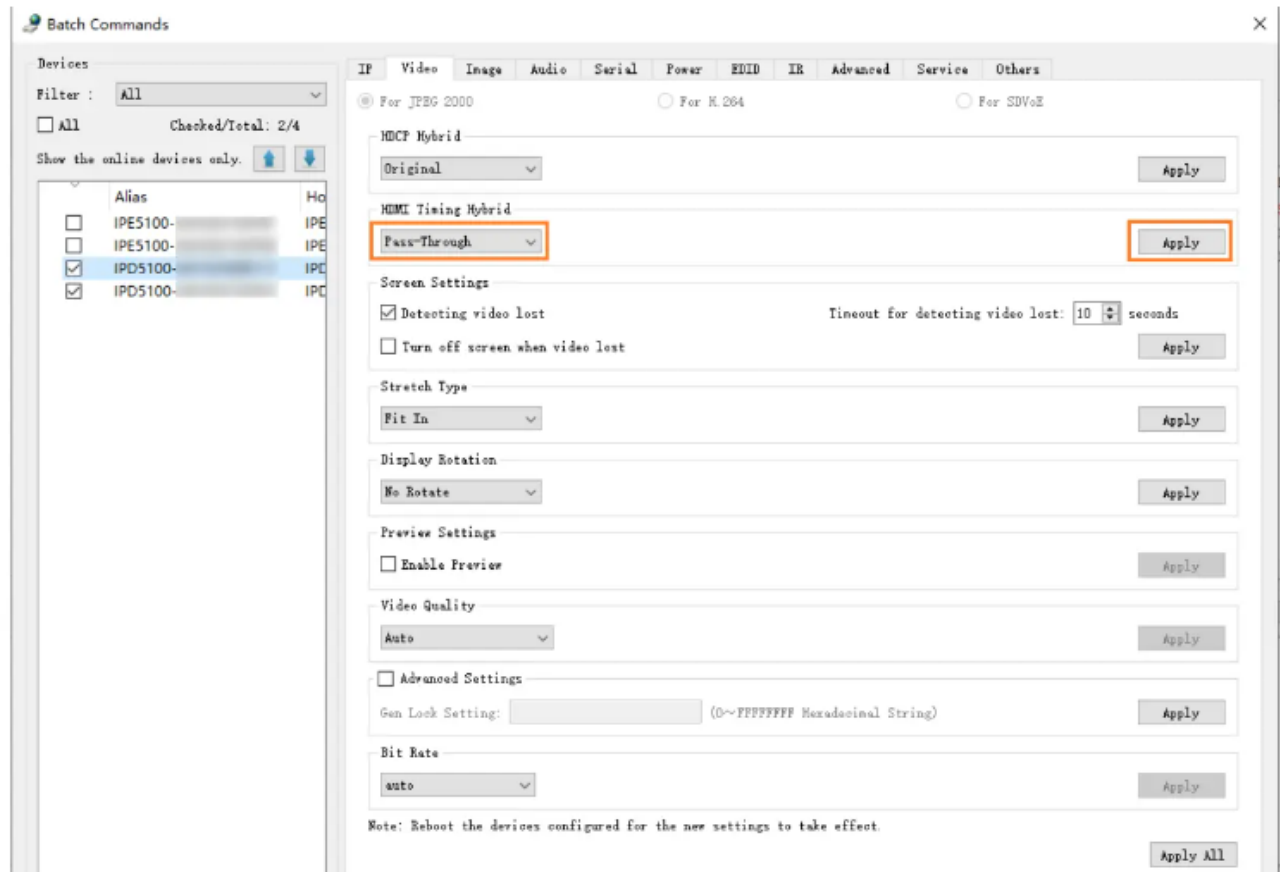 Batch Commands
Devices
Filter : All
All Checked/Total: 2/4
Show the online devices only.
Alias Ho
IPE5100- IPE
IPE5100- IPE
IPD5100- IPD
IPD5100- IPD
IP Video Image Audio Serial Power EDID IR Advanced Service Others
For JPEG 2000 For H.264 For SDVoE
HDCP Hybrid
Original Apply
HDMI Timing Hybrid
Pass-Through Apply
Screen Settings
Detecting video lost Timeout for detecting video lost: 10 seconds
Turn off screen when video lost Apply
Stretch Type
Fit In Apply
Display Rotation
No Rotate Apply
Preview Settings
Enable Preview Apply
Video Quality
Auto Apply
Advanced Settings
Gen Lock Setting: (0~FFFFFFFF Hexadecimal String) Apply
Bit Rate
auto Apply
Note: Reboot the devices configured for the new settings to take effect.
Apply All